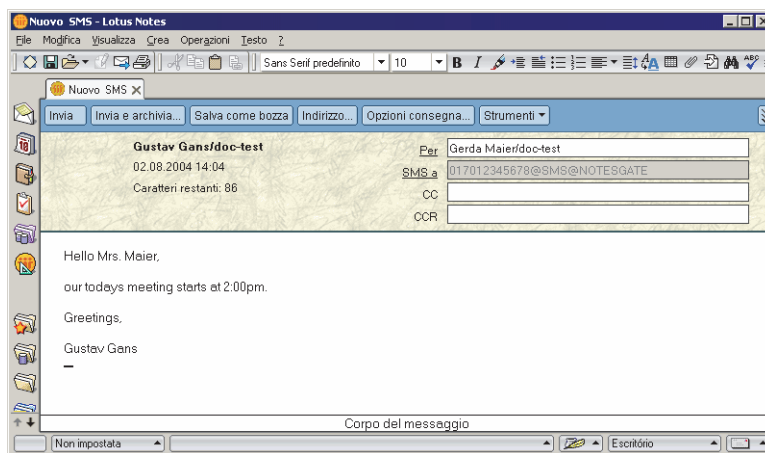 Nuovo SMS - Lotus Notes
File Modifica Visualizza Crea Operazioni Testo ?
Sans Serif predefinito 10 B I
Nuovo SMS
Invia Invia e archivia... Salva come bozza Indirizzo... Opzioni consegna... Strumenti
Gustav Gans/doc-test Per Gerda Maier/doc-test
02.08.2004 14:04 SMS a 017012345678@SMS@NOTESGATE
Caratteri restanti: 86 CC
CCR
Hello Mrs. Maier,
our todays meeting starts at 2:00pm.
Greetings,
Gustav Gans
Corpo del messaggio
Non impostata Escritório